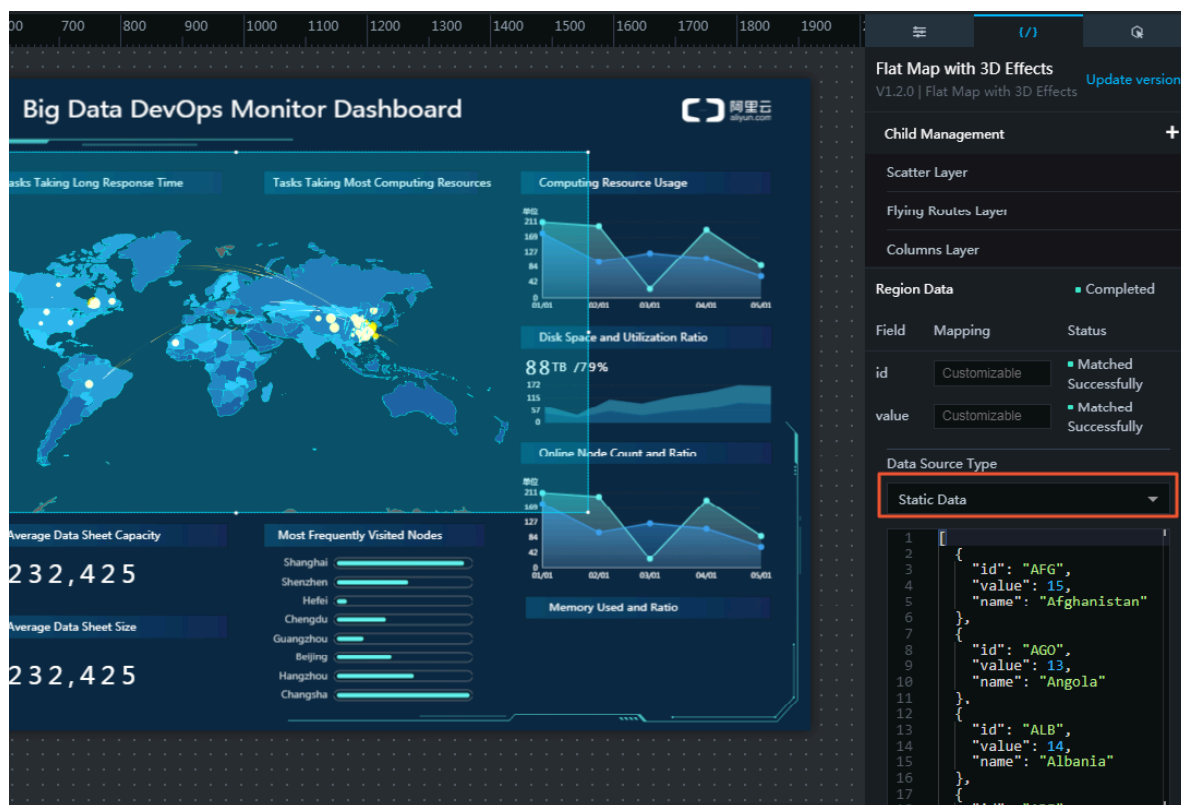 00 700 800 900 1000 1100 1200 1300 1400 1500 1600 1700 1800 1900
{/}
Flat Map with 3D Effects
V1.2.0 | Flat Map with 3D Effects
Update version
Child Management +
Scatter Layer
Flying Routes Layer
Columns Layer
Region Data
Completed
Field Mapping Status
id Customizable Matched Successfully
value Customizable Matched Successfully
Data Source Type
Static Data
1 [
2 {
3 "id": "AFG",
4 "value": 15,
5 "name": "Afghanistan"
6 },
7 {
8 "id": "AGO",
9 "value": 13,
10 "name": "Angola"
11 },
12 {
13 "id": "ALB",
14 "value": 14,
15 "name": "Albania"
16 },
17 {
Big Data DevOps Monitor Dashboard
阿里云
aliyun.com
asks Taking Long Response Time
Tasks Taking Most Computing Resources
Computing Resource Usage
单位
211
169
127
84
42
0
01/01 02/01 03/01 04/01 05/01
Disk Space and Utilization Ratio
88TB /79%
172
115
57
0
Online Node Count and Ratio
单位
211
169
127
84
42
0
01/01 02/01 03/01 04/01 05/01
Memory Used and Ratio
Average Data Sheet Capacity
232,425
Average Data Sheet Size
232,425
Most Frequently Visited Nodes
Shanghai
Shenzhen
Hefei
Chengdu
Guangzhou
Beijing
Hangzhou
Changsha